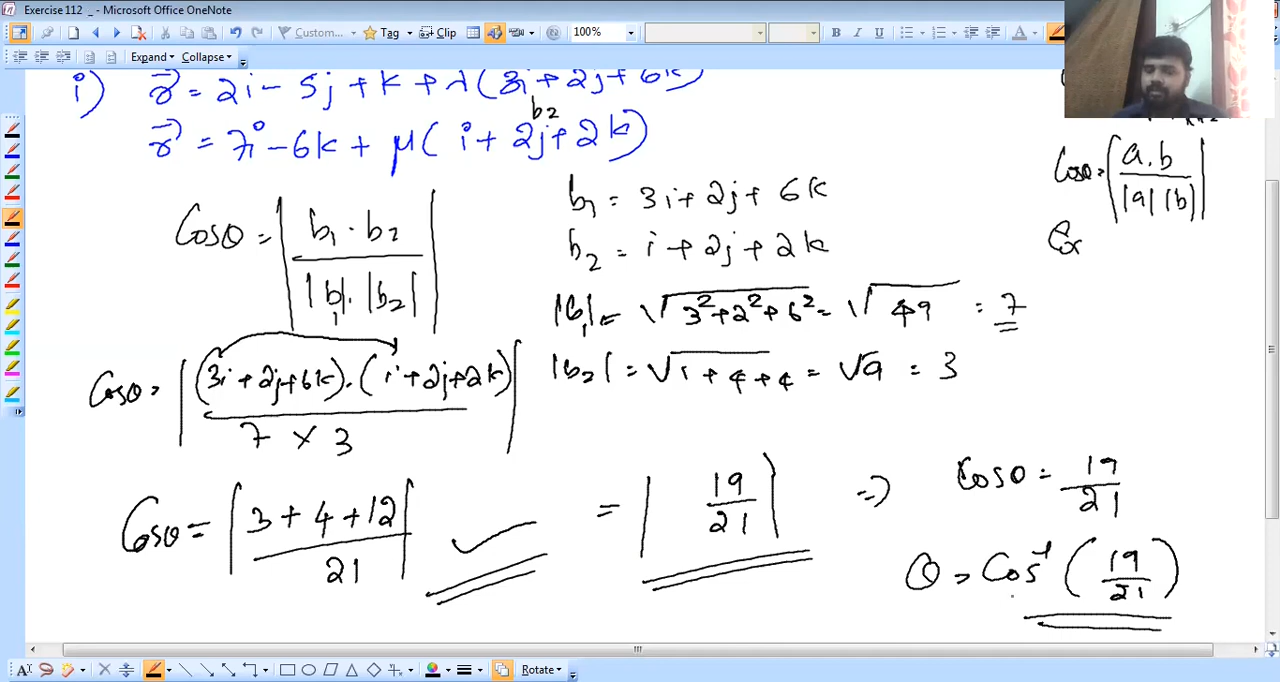 Exercise 112 _ - Microsoft Office OneNote
Custom... Tag Clip 100% B I U A
Expand Collapse
i) r⃗ = 2i - 5j + k + λ(3i + 2j + 6k)
b2
r⃗ = 7i - 6k + μ(i + 2j + 2k)
Cosθ = | a.b / |a| |b| |
Cosθ = | b₁ · b₂ / |b₁| · |b₂| |
b₁ = 3i + 2j + 6k
b₂ = i + 2j + 2k
|b₁| = √3² + 2² + 6² = √49 = 7
|b₂| = √1 + 4 + 4 = √9 = 3
Cosθ = | (3i + 2j + 6k) · (i + 2j + 2k) / 7 × 3 |
Cosθ = | 3 + 4 + 12 / 21 | = | 19 / 21 | => Cosθ = 19 / 21
θ = Cos⁻¹ (19 / 21)
Rotate